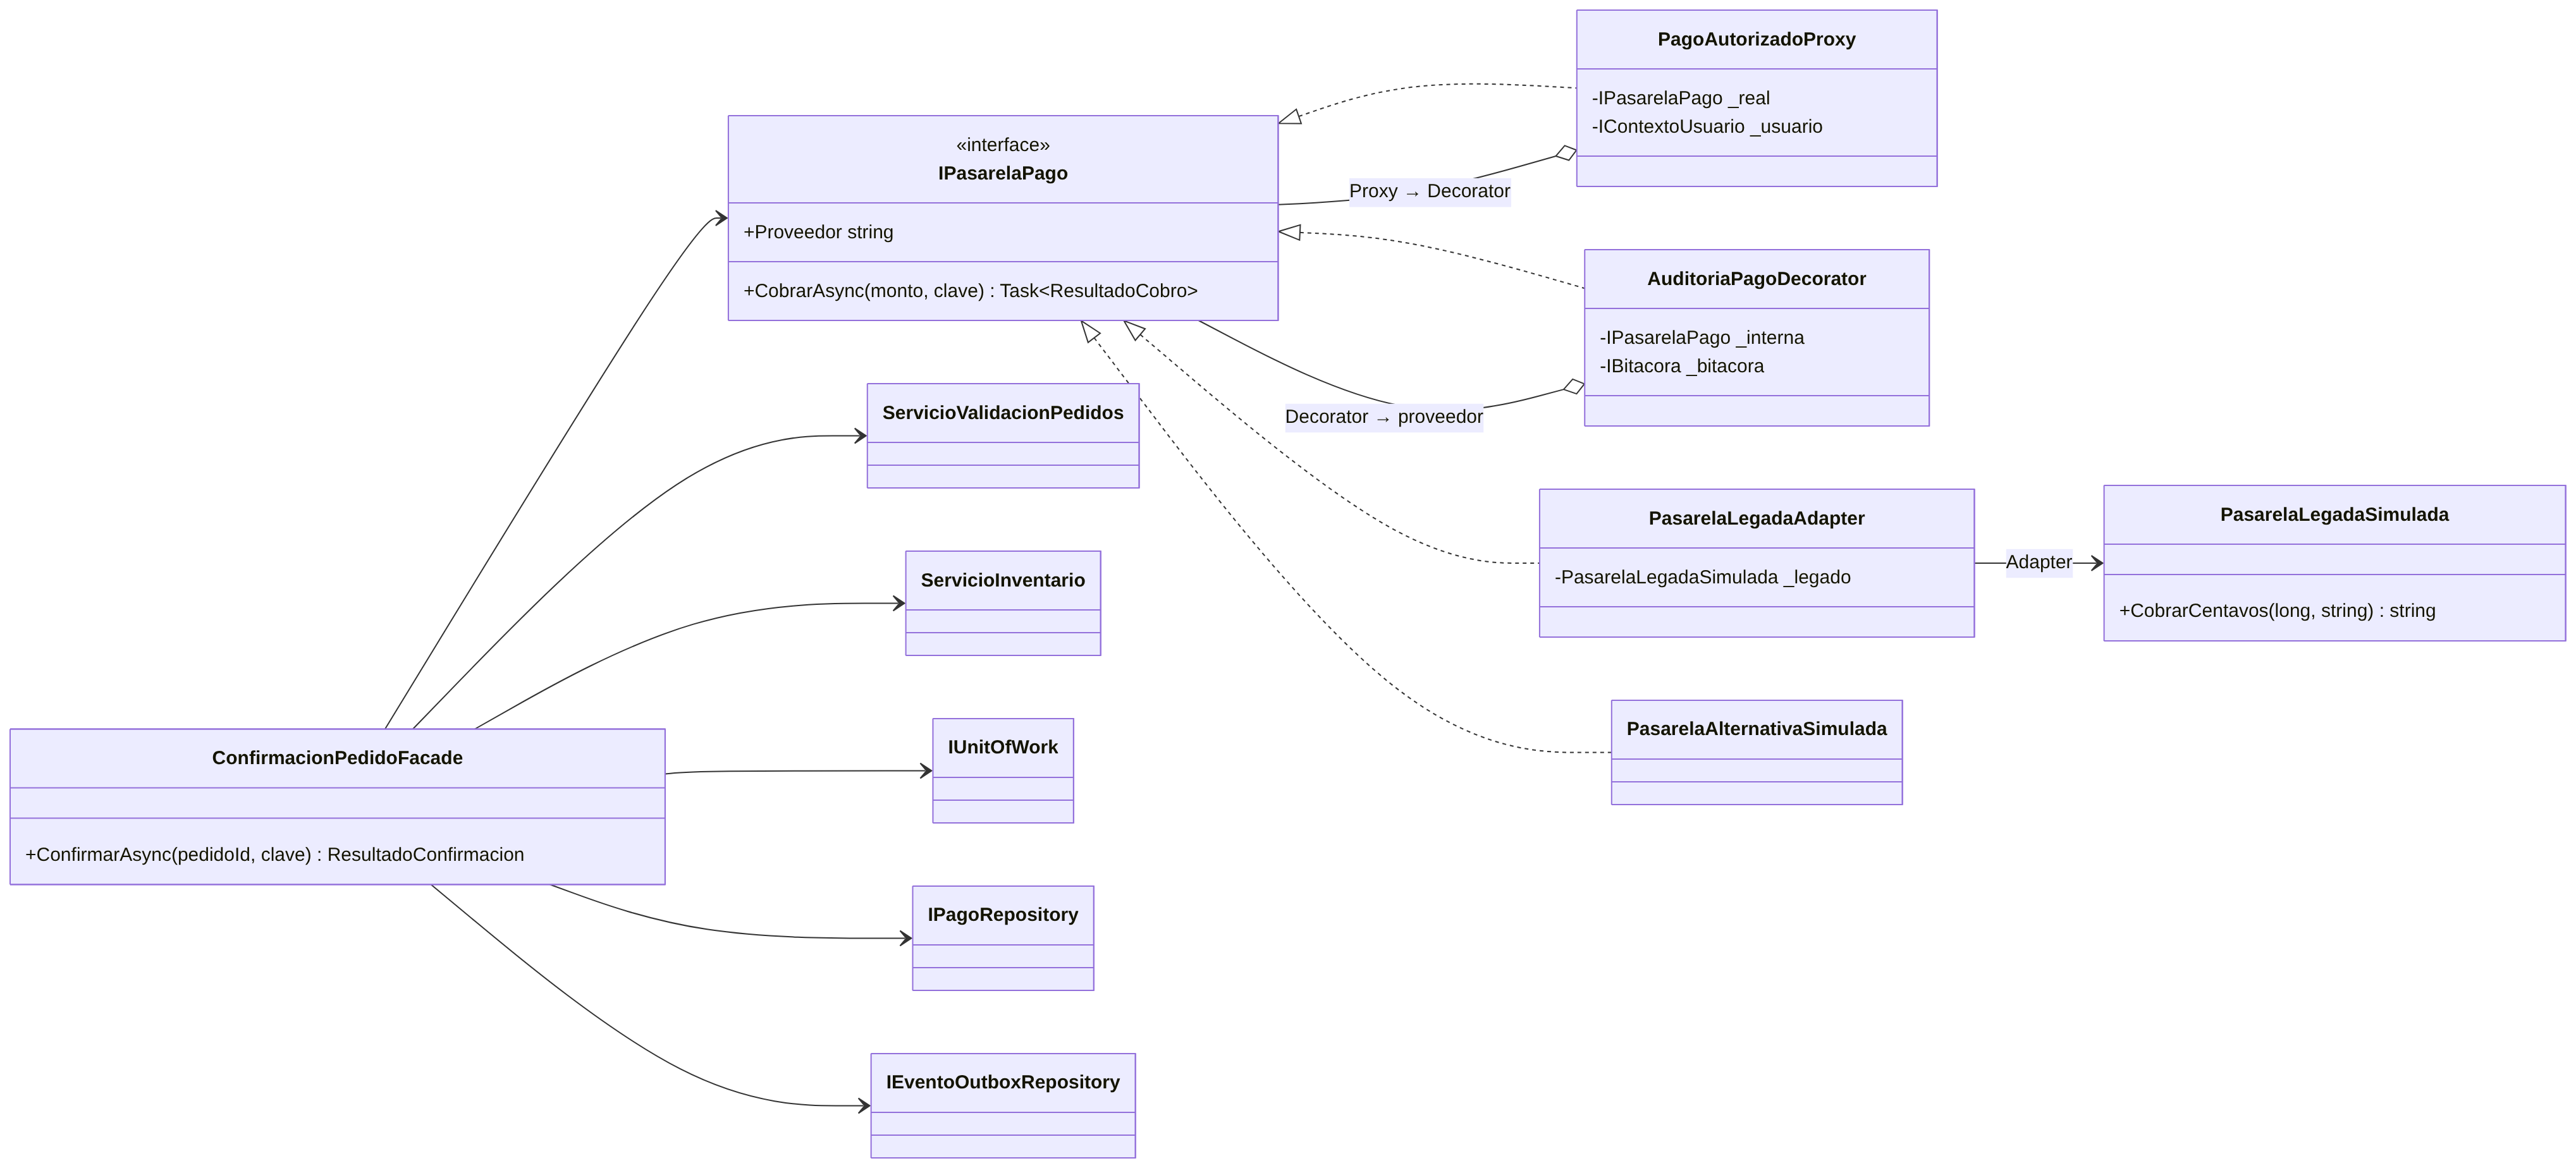 PagoAutorizadoProxy
-IPasarelaPago _real
-IContextoUsuario _usuario
«interface»
IPasarelaPago
+Proveedor string
+CobrarAsync(monto, clave) : Task<ResultadoCobro>
Proxy → Decorator
AuditoriaPagoDecorator
-IPasarelaPago _interna
-IBitacora _bitacora
Decorator → proveedor
ServicioValidacionPedidos
PasarelaLegadaAdapter
-PasarelaLegadaSimulada _legado
Adapter
PasarelaLegadaSimulada
+CobrarCentavos(long, string) : string
ServicioInventario
PasarelaAlternativaSimulada
IUnitOfWork
ConfirmacionPedidoFacade
+ConfirmarAsync(pedidoId, clave) : ResultadoConfirmacion
IPagoRepository
IEventoOutboxRepository